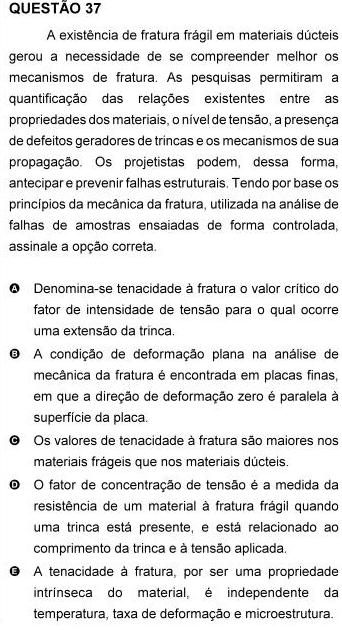 QUESTÃO 37
A existência de fratura frágil em materiais dúcteis
gerou a necessidade de se compreender melhor os
mecanismos de fratura. As pesquisas permitiram a
quantificação das relações existentes entre as
propriedades dos materiais, o nível de tensão, a presença
de defeitos geradores de trincas e os mecanismos de sua
propagação. Os projetistas podem, dessa forma,
antecipar e prevenir falhas estruturais. Tendo por base os
princípios da mecânica da fratura, utilizada na análise de
falhas de amostras ensaiadas de forma controlada,
assinale a opção correta.
A Denomina-se tenacidade à fratura o valor crítico do
fator de intensidade de tensão para o qual ocorre
uma extensão da trinca.
B A condição de deformação plana na análise de
mecânica da fratura é encontrada em placas finas,
em que a direção de deformação zero é paralela à
superfície da placa.
C Os valores de tenacidade à fratura são maiores nos
materiais frágeis que nos materiais dúcteis.
D O fator de concentração de tensão é a medida da
resistência de um material à fratura frágil quando
uma trinca está presente, e está relacionado ao
comprimento da trinca e à tensão aplicada.
E A tenacidade à fratura, por ser uma propriedade
intrínseca do material, é independente da
temperatura, taxa de deformação e microestrutura.